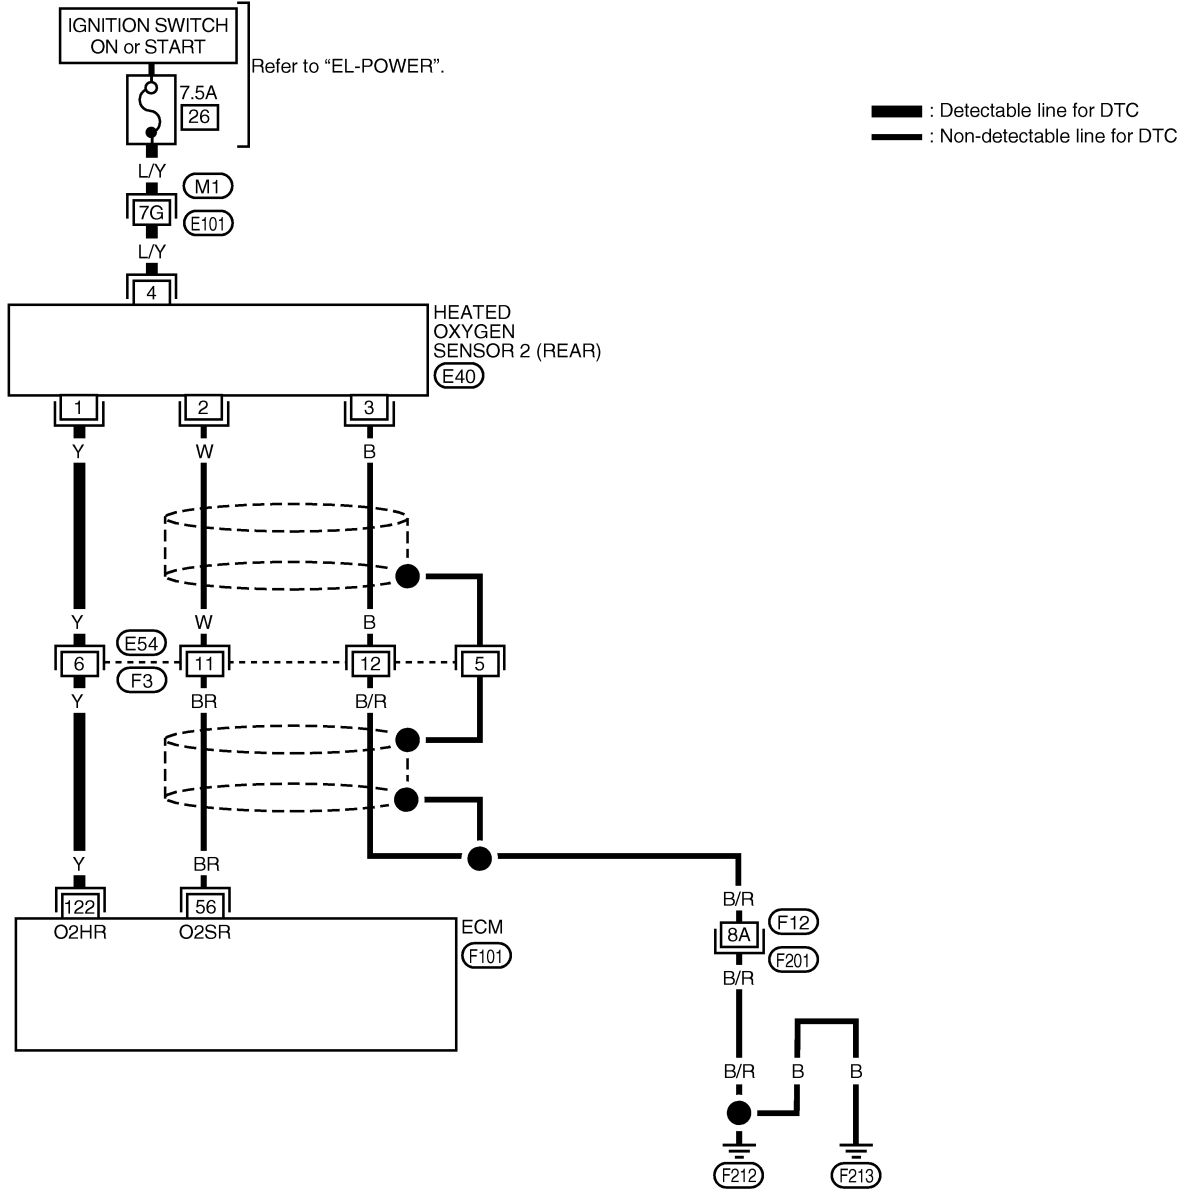 IGNITION SWITCH
ON or START
Refer to “EL-POWER”.
7.5A
26
: Detectable line for DTC
: Non-detectable line for DTC
L/Y
M1
7G
E101
L/Y
4
HEATED
OXYGEN
SENSOR 2 (REAR)
E40
1 2 3
Y W B
Y W B
E54
6 11 12 5
F3
Y BR B/R
Y BR
122 56
O2HR O2SR
ECM
F101
B/R
8A
F12
F201
B/R
B/R B B
F212 F213